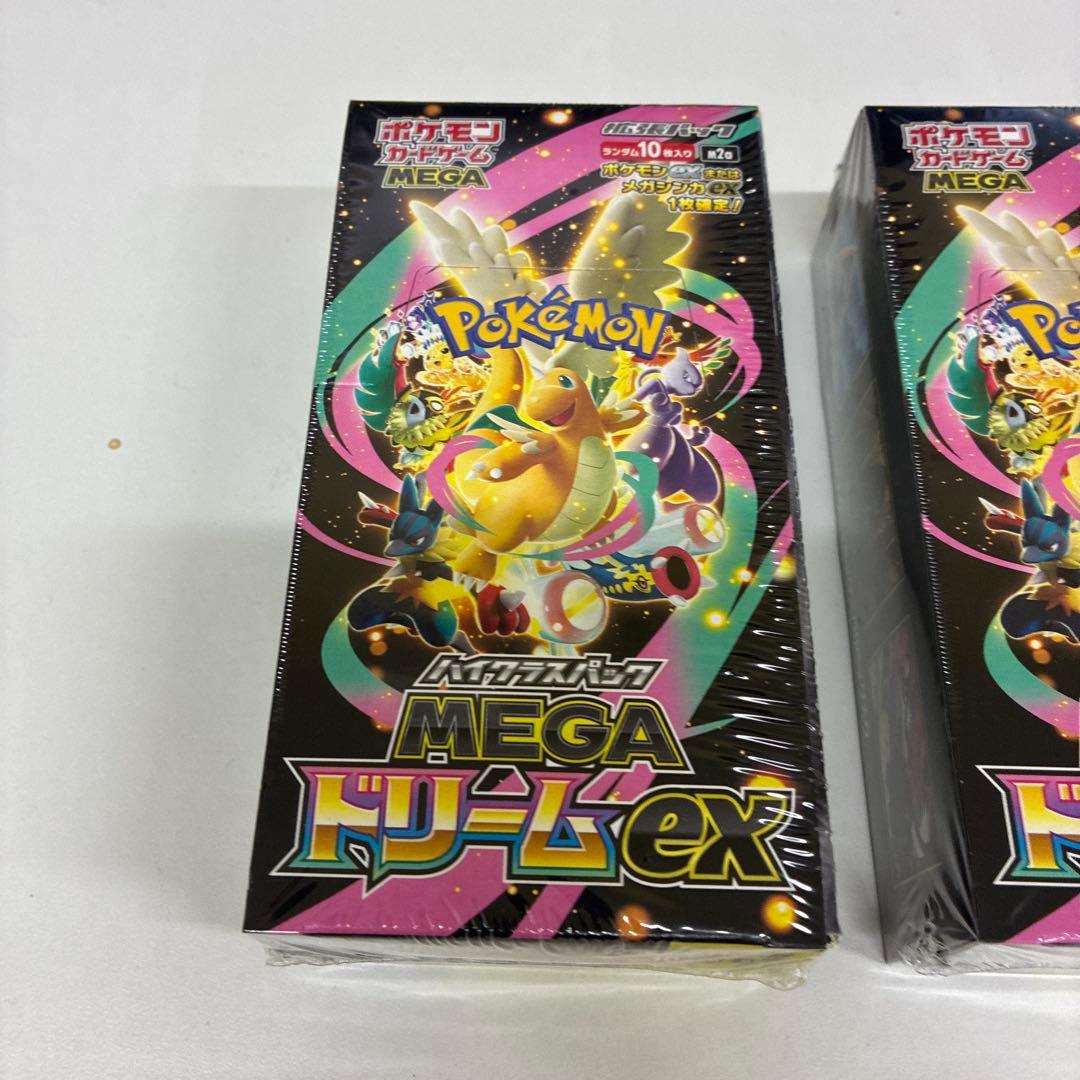 ポケモン
カードゲーム
MEGA
拡張パック
ランダム10枚入り
M2a
ポケモンexまたは
メガシンカex
1枚確定!
POKéMON
ハイクラスパック
MEGA
ドリームex
ポケモン
カードゲーム
MEGA